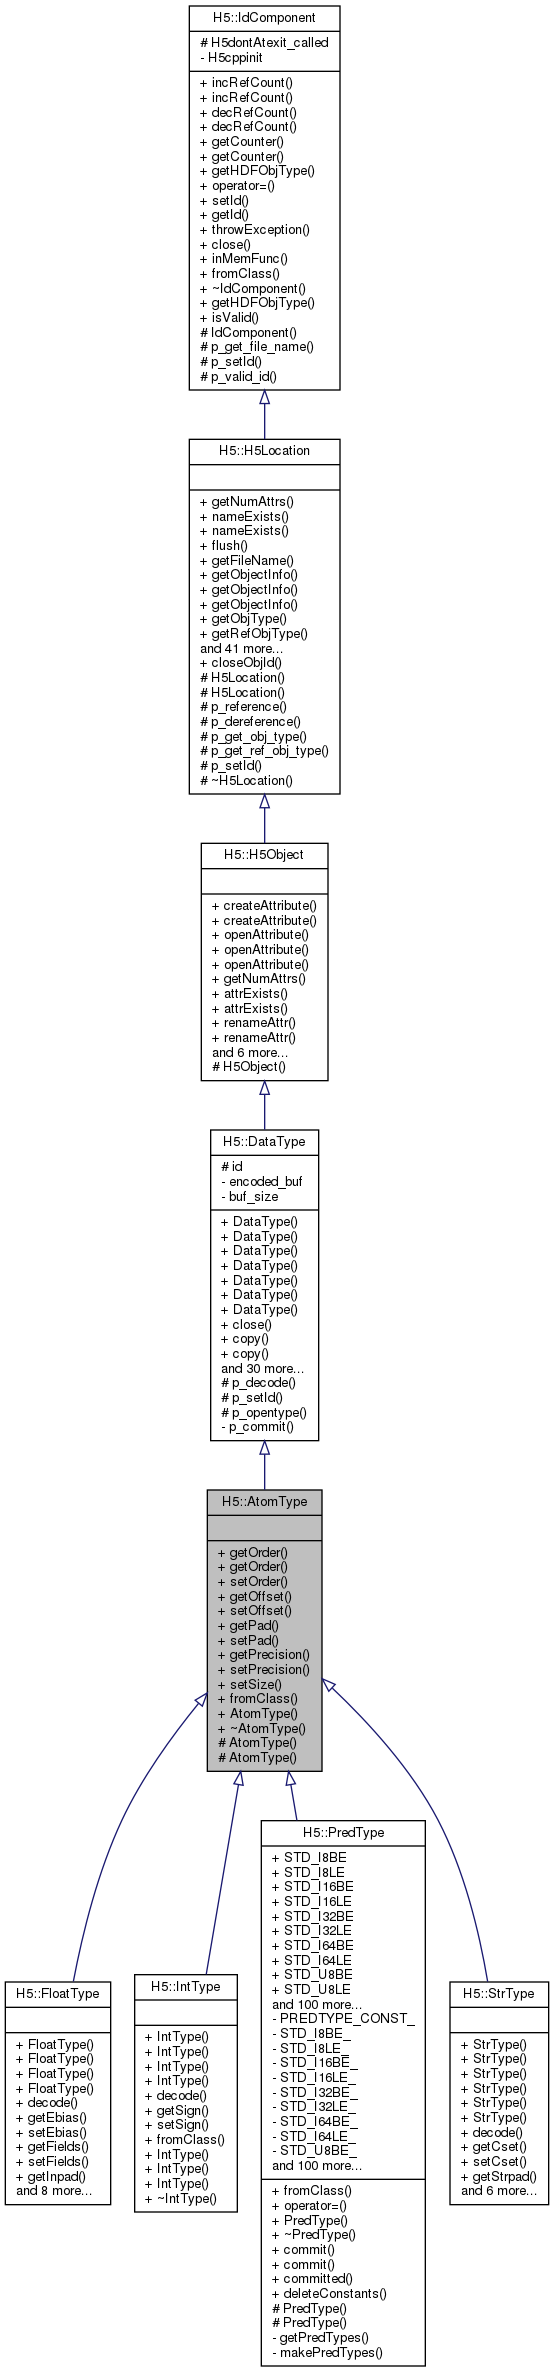 H5::IdComponent
# H5dontAtexit_called
- H5cppinit
+ incRefCount()
+ incRefCount()
+ decRefCount()
+ decRefCount()
+ getCounter()
+ getCounter()
+ getHDFObjType()
+ operator=()
+ setId()
+ getId()
+ throwException()
+ close()
+ inMemFunc()
+ fromClass()
+ ~IdComponent()
+ getHDFObjType()
+ isValid()
# IdComponent()
# p_get_file_name()
# p_setId()
# p_valid_id()
H5::H5Location
+ getNumAttrs()
+ nameExists()
+ nameExists()
+ flush()
+ getFileName()
+ getObjectInfo()
+ getObjectInfo()
+ getObjectInfo()
+ getObjType()
+ getRefObjType()
and 41 more...
+ closeObjId()
# H5Location()
# H5Location()
# p_reference()
# p_dereference()
# p_get_obj_type()
# p_get_ref_obj_type()
# p_setId()
# ~H5Location()
H5::H5Object
+ createAttribute()
+ createAttribute()
+ openAttribute()
+ openAttribute()
+ openAttribute()
+ getNumAttrs()
+ attrExists()
+ attrExists()
+ renameAttr()
+ renameAttr()
and 6 more...
# H5Object()
H5::DataType
# id
- encoded_buf
- buf_size
+ DataType()
+ DataType()
+ DataType()
+ DataType()
+ DataType()
+ DataType()
+ DataType()
+ close()
+ copy()
+ copy()
and 30 more...
# p_decode()
# p_setId()
# p_opentype()
- p_commit()
H5::AtomType
+ getOrder()
+ getOrder()
+ setOrder()
+ getOffset()
+ setOffset()
+ getPad()
+ setPad()
+ getPrecision()
+ setPrecision()
+ setSize()
+ fromClass()
+ AtomType()
+ ~AtomType()
# AtomType()
# AtomType()
H5::FloatType
+ FloatType()
+ FloatType()
+ FloatType()
+ FloatType()
+ decode()
+ getEbias()
+ setEbias()
+ getFields()
+ setFields()
+ getInpad()
and 8 more...
H5::IntType
+ IntType()
+ IntType()
+ IntType()
+ IntType()
+ decode()
+ getSign()
+ setSign()
+ fromClass()
+ IntType()
+ IntType()
+ IntType()
+ ~IntType()
H5::PredType
+ STD_I8BE
+ STD_I8LE
+ STD_I16BE
+ STD_I16LE
+ STD_I32BE
+ STD_I32LE
+ STD_I64BE
+ STD_I64LE
+ STD_U8BE
+ STD_U8LE
and 100 more...
- PREDTYPE_CONST_
- STD_I8BE_
- STD_I8LE_
- STD_I16BE_
- STD_I16LE_
- STD_I32BE_
- STD_I32LE_
- STD_I64BE_
- STD_I64LE_
- STD_U8BE_
and 100 more...
+ fromClass()
+ operator=()
+ PredType()
+ ~PredType()
+ commit()
+ commit()
+ committed()
+ deleteConstants()
# PredType()
# PredType()
- getPredTypes()
- makePredTypes()
H5::StrType
+ StrType()
+ StrType()
+ StrType()
+ StrType()
+ StrType()
+ StrType()
+ decode()
+ getCset()
+ setCset()
+ getStrpad()
and 6 more...